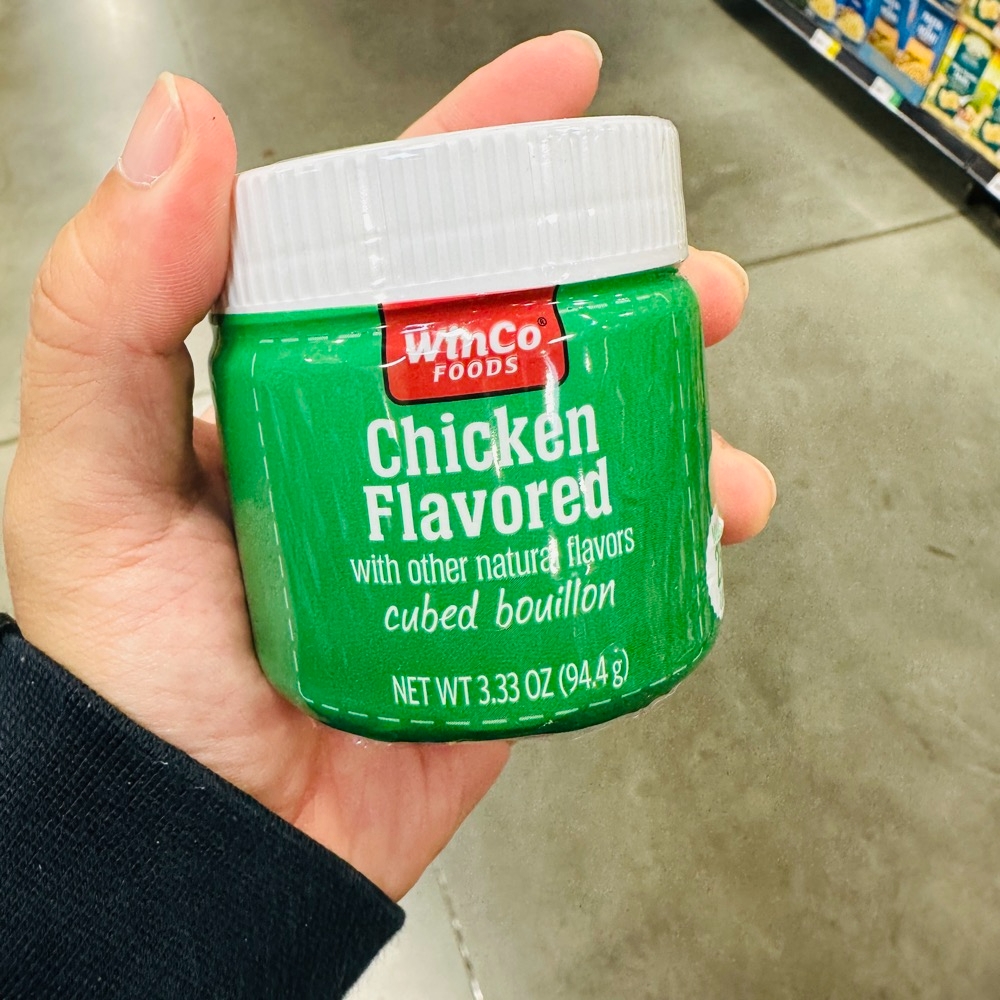 WinCo®
FOODS
Chicken
Flavored
with other natural flavors
cubed bouillon
NET WT 3.33 OZ (94.4 g)